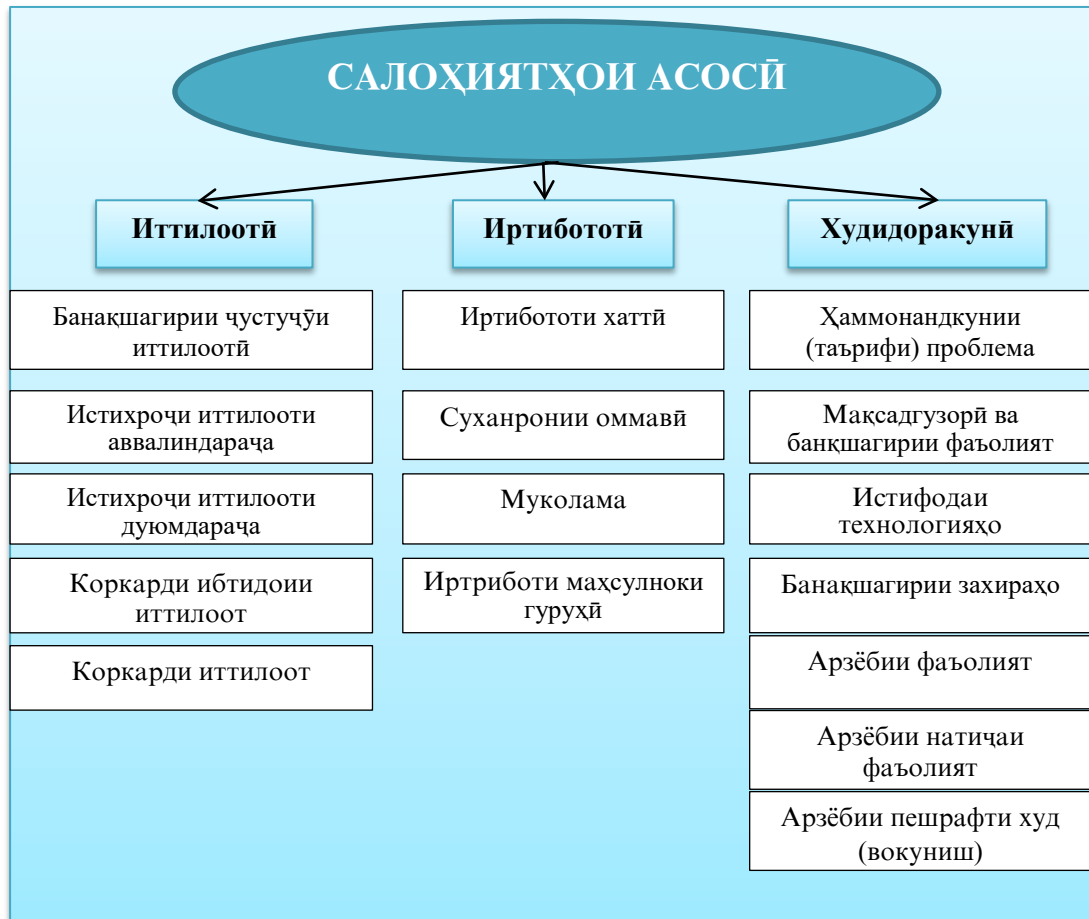 САЛОҲИЯТҲОИ АСОСӢ
Иттилоотӣ
Банақшагирии ҷустуҷӯи
иттилоотӣ
Истихроҷи иттилооти
аввалиндараҷа
Истихроҷи иттилооти
дуюмдараҷа
Коркарди ибтидоии
иттилоот
Коркарди иттилоот
Иртибототӣ
Иртибототи хаттӣ
Суханронии оммавӣ
Муколама
Иртриботи маҳсулноки
гуруҳӣ
Худидоракунӣ
Ҳаммонандкунии
(таърифи) проблема
Мақсадгузорӣ ва
банқшагирии фаъолият
Истифодаи
технологияҳо
Банақшагирии захираҳо
Арзёбии фаъолият
Арзёбии натиҷаи
фаъолият
Арзёбии пешрафти худ
(вокуниш)